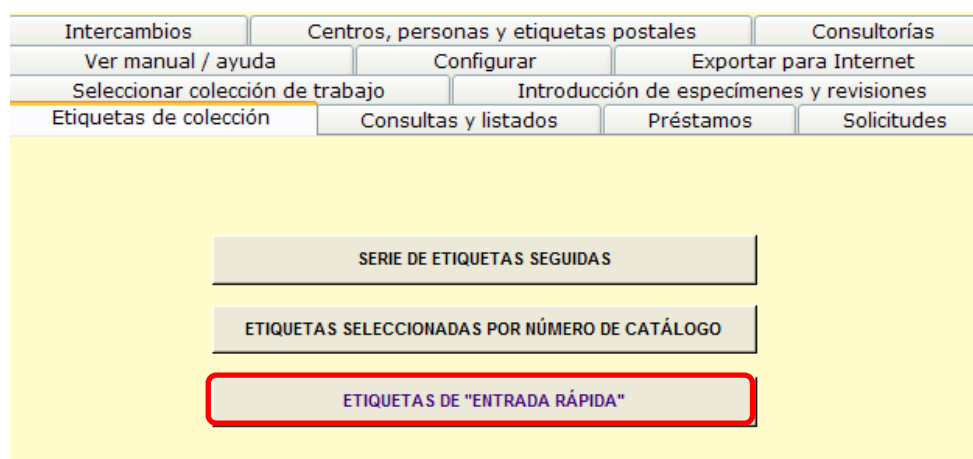 Intercambios Centros, personas y etiquetas postales Consultorías
Ver manual / ayuda Configurar Exportar para Internet
Seleccionar colección de trabajo Introducción de especímenes y revisiones
Etiquetas de colección Consultas y listados Préstamos Solicitudes
SERIE DE ETIQUETAS SEGUIDAS
ETIQUETAS SELECCIONADAS POR NÚMERO DE CATÁLOGO
ETIQUETAS DE "ENTRADA RÁPIDA"